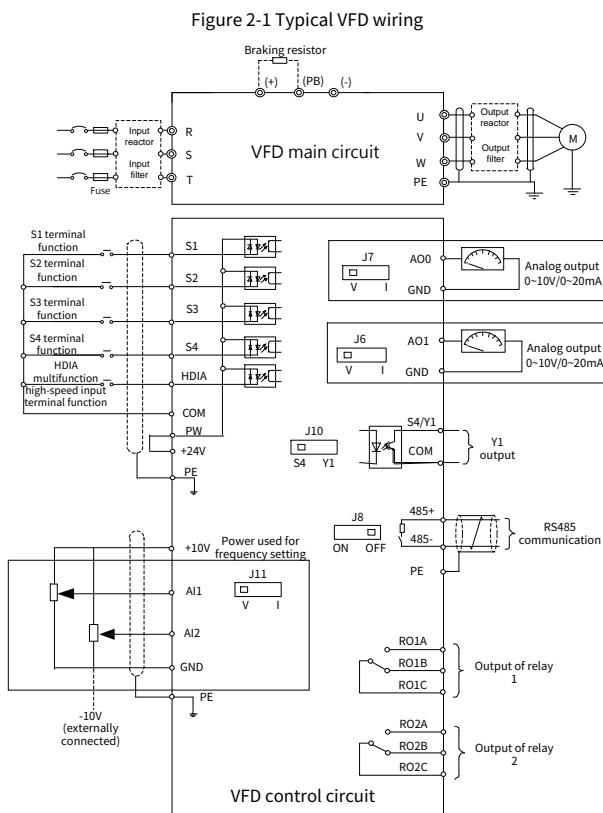 Figure 2-1 Typical VFD wiring
Braking resistor
(+)
(PB)
(-)
Input
reactor
Input
filter
Fuse
R
S
T
VFD main circuit
U
V
W
PE
Output
reactor
Output
filter
M
S1 terminal
function
S2 terminal
function
S3 terminal
function
S4 terminal
function
HDIA
multifunction
high-speed input
terminal function
S1
S2
S3
S4
HDIA
COM
PW
+24V
PE
J7
V I
AO0
GND
Analog output
0~10V/0~20mA
J6
V I
AO1
GND
Analog output
0~10V/0~20mA
J10
S4 Y1
S4/Y1
COM
Y1
output
J8
ON OFF
485+
485-
PE
RS485
communication
+10V
Power used for
frequency setting
J11
V I
AI1
AI2
GND
PE
-10V
(externally
connected)
RO1A
RO1B
RO1C
Output of relay
1
RO2A
RO2B
RO2C
Output of relay
2
VFD control circuit